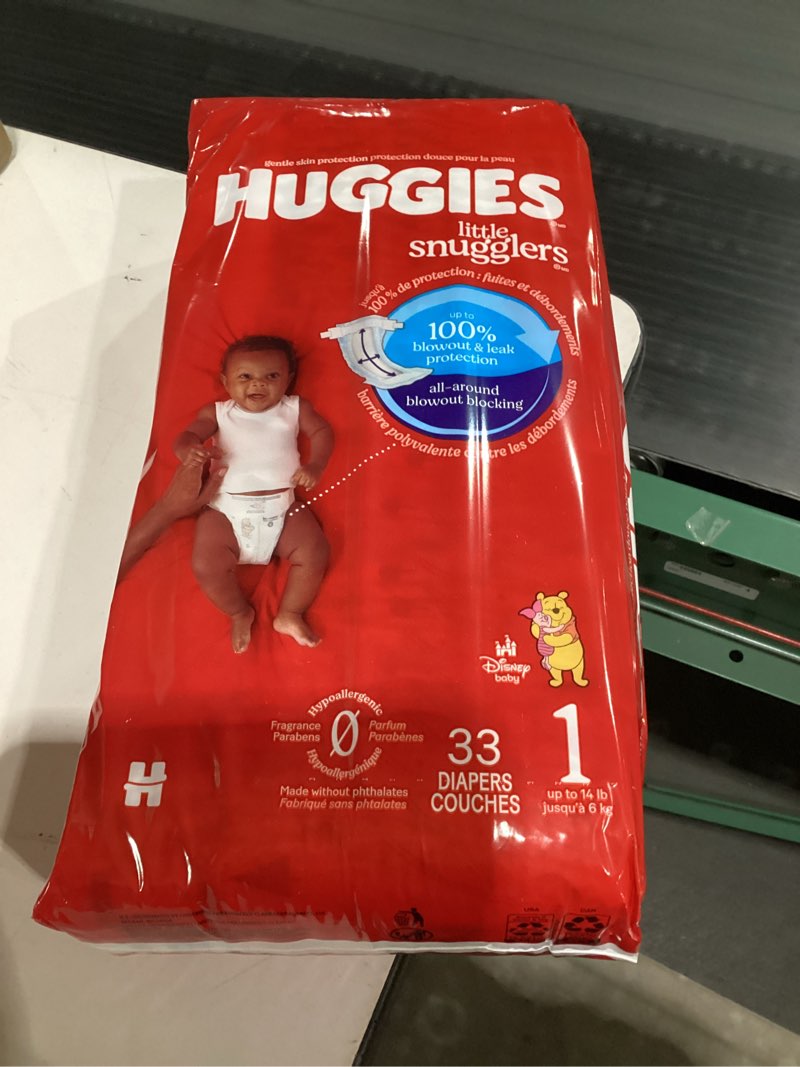 gentle skin protection protection douce pour la peau
HUGGIES
little
snugglers
jusqu'à
100% de protection : fuites et débordements
up to
100%
blowout & leak
protection
all-around
blowout blocking
barrière polyvalente contre les débordements
Disney
baby
Hypoallergenic
Fragrance
Parabens
0
Parfum
Parabènes
Hypoallergénique
Made without phthalates
Fabriqué sans phtalates
33
DIAPERS
COUCHES
1
up to 14 lb
jusqu'à 6 kg
H
USA
CAN